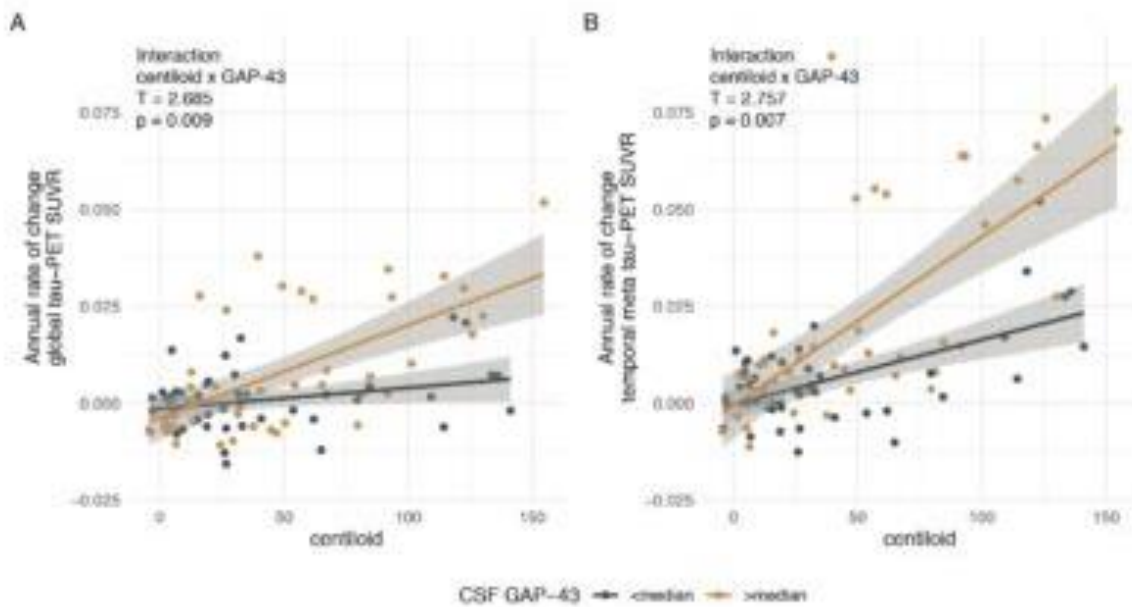 A
Interaction
centiloid x GAP-43
T = 2.685
p = 0.009
0.075
0.050
0.025
0.000
-0.025
Annual rate of change
global tau-PET SUVR
0
50
100
150
centiloid
B
Interaction
centiloid x GAP-43
T = 2.757
p = 0.007
0.075
0.050
0.025
0.000
-0.025
Annual rate of change
temporal meta tau-PET SUVR
0
50
100
150
centiloid
CSF GAP-43 <median >median